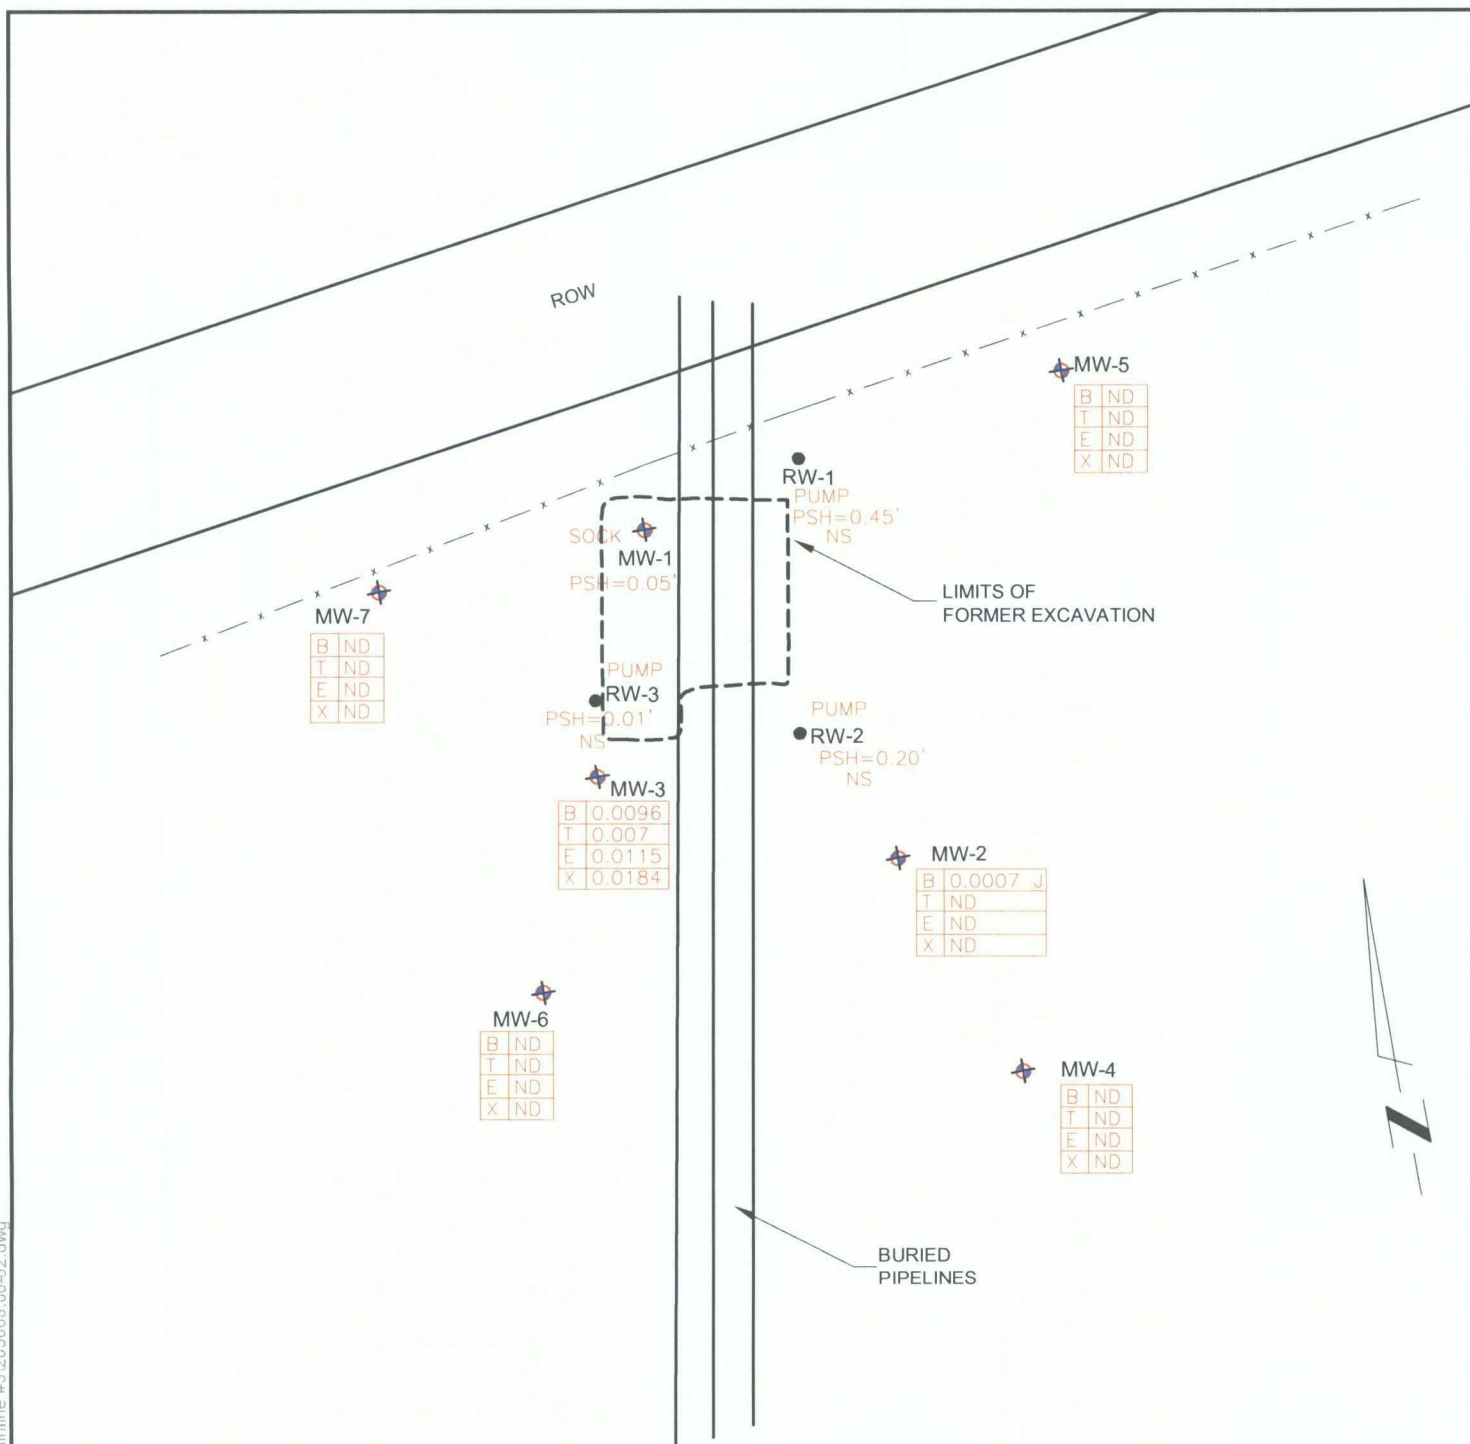 ROW
MW-5
B ND
T ND
E ND
X ND
RW-1
PUMP
PSH=0.45'
NS
SOCK
MW-1
PSH=0.05'
LIMITS OF
FORMER EXCAVATION
MW-7
B ND
T ND
E ND
X ND
PUMP
RW-3
PSH=0.01'
NS
PUMP
RW-2
PSH=0.20'
NS
MW-3
B 0.0096
T 0.007
E 0.0115
X 0.0184
MW-2
B 0.0007 J
T ND
E ND
X ND
MW-6
B ND
T ND
E ND
X ND
MW-4
B ND
T ND
E ND
X ND
N
BURIED
PIPELINES